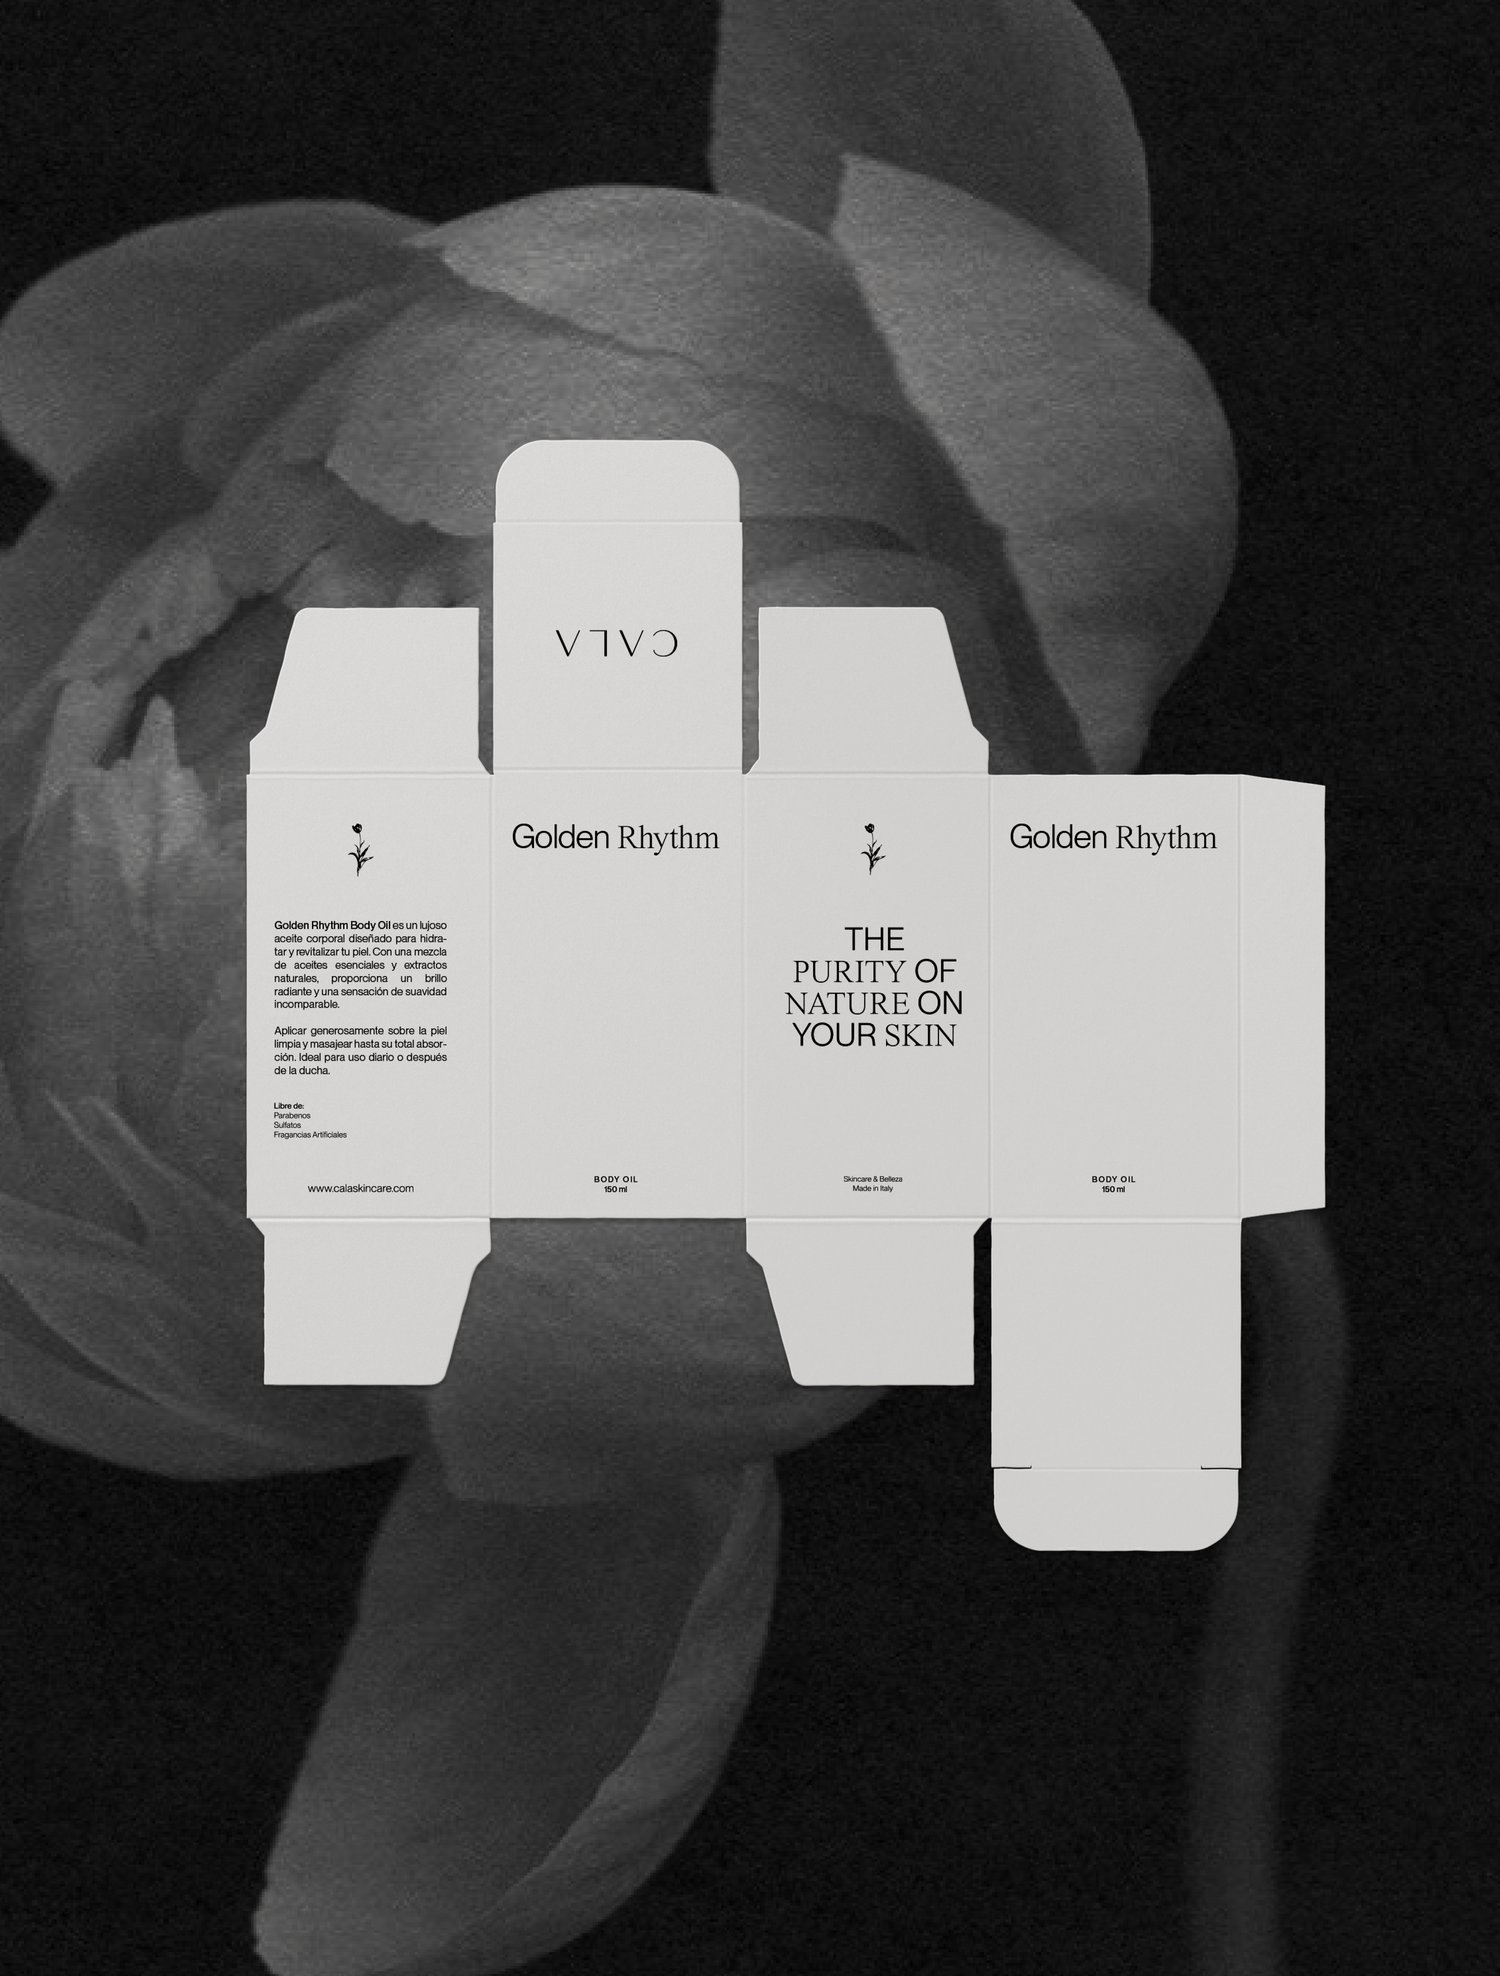 CALA
Golden Rhythm Body Oil es un lujoso
aceite corporal diseñado para hidra-
tar y revitalizar tu piel. Con una mezcla
de aceites esenciales y extractos
naturales, proporciona un brillo
radiante y una sensación de suavidad
incomparable.
Aplicar generosamente sobre la piel
limpia y masajear hasta su total absor-
ción. Ideal para uso diario o después
de la ducha.
Libre de:
Parabenos
Sulfatos
Fragancias Artificiales
www.calaskincare.com
Golden Rhythm
BODY OIL
150 ml
THE
PURITY OF
NATURE ON
YOUR SKIN
Skincare & Belleza
Made in Italy
Golden Rhythm
BODY OIL
150 ml